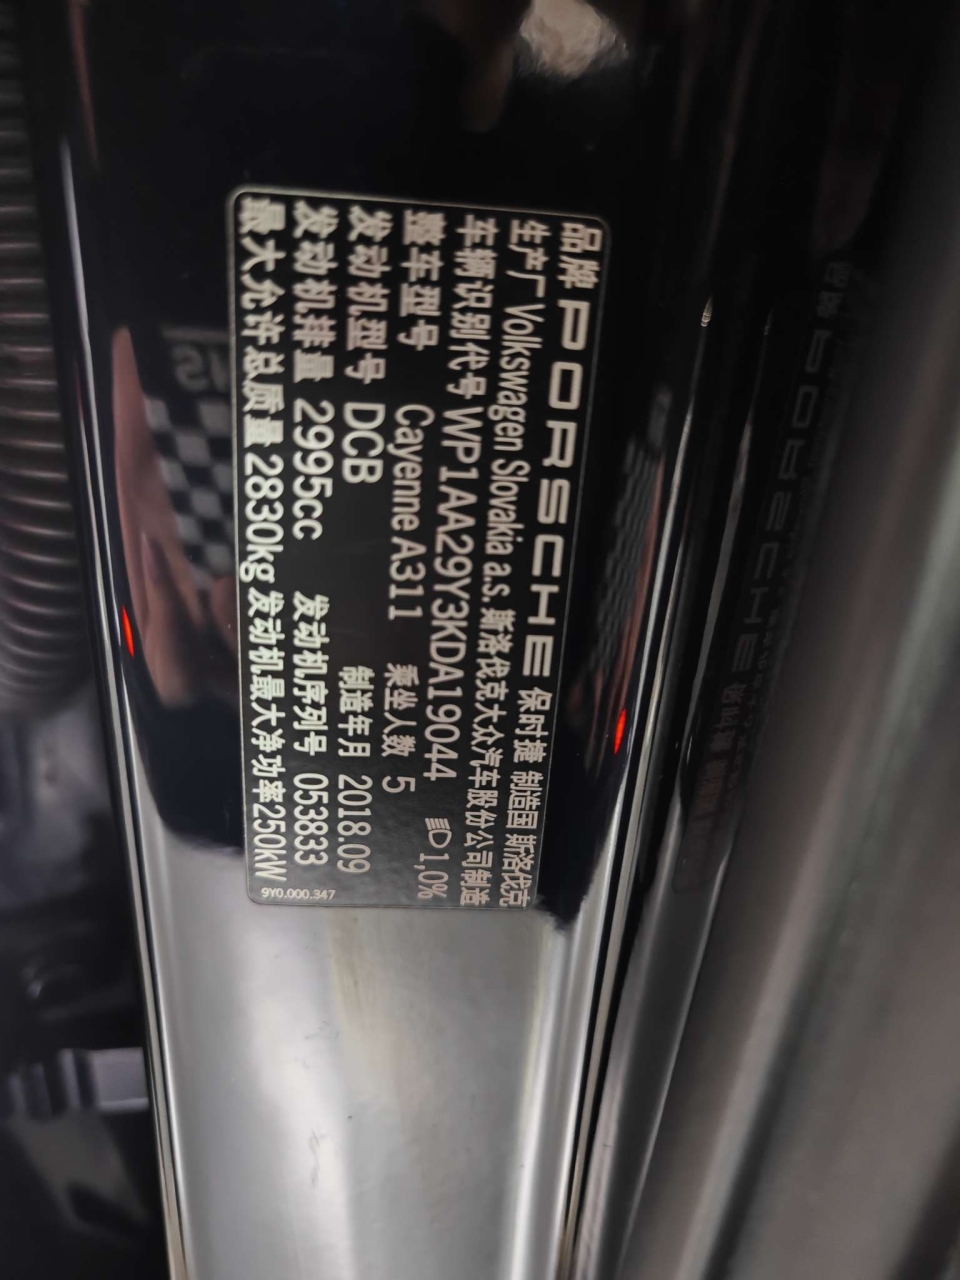 品牌 PORSCHE 保时捷 制造国 斯洛伐克
生产厂 Volkswagen Slovakia a.s. 斯洛伐克大众汽车股份公司制造
车辆识别代号 WP1AA29Y3KDA19044 1,0%
整车型号 Cayenne A311 乘坐人数 5
发动机型号 DCB 制造年月 2018.09
发动机排量 2995cc 发动机序列号 053833
最大允许总质量 2830kg 发动机最大净功率250kW
9Y0.000.347